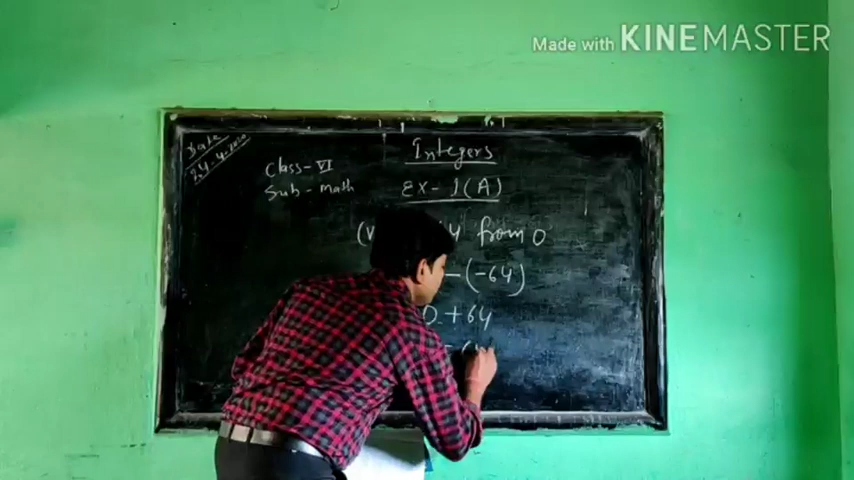 Made with KINEMASTER
Date
24-4-2020
Integers
Class-VI
Sub- Math
Ex- 1(A)
from 0
-(-64)
0 + 64